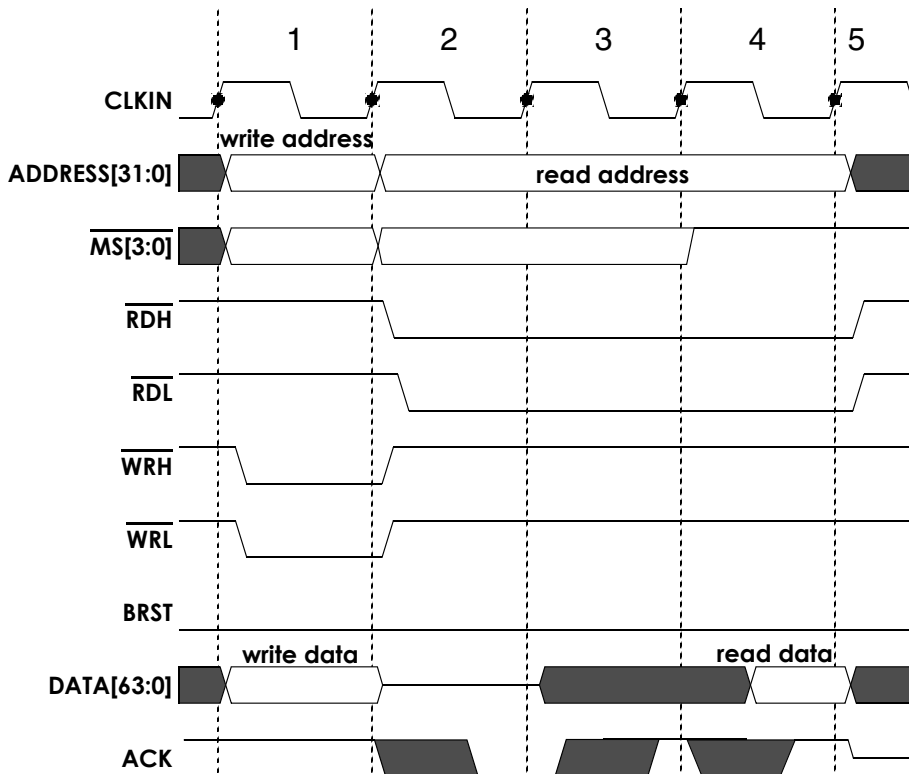 1 2 3 4 5
CLKIN
write address
ADDRESS[31:0] read address
MS[3:0]
RDH
RDL
WRH
WRL
BRST
write data read data
DATA[63:0]
ACK